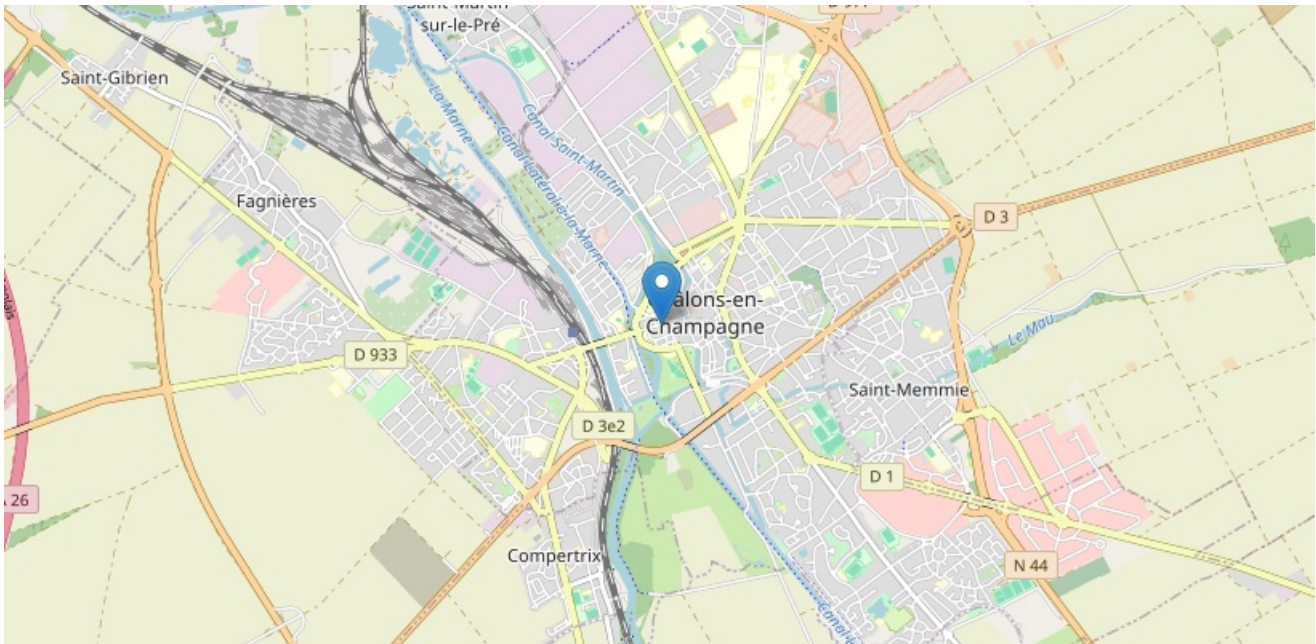 Saint-Martin
sur-le-Pré
Saint-Gibrien
La Marne
Canal Latéral à la Marne
Canal Saint-Martin
Fagnières
D 3
Châlons-en-
Champagne
Le Mau
D 933
Saint-Memmie
D 3e2
D 1
A 26
Compertrix
N 44